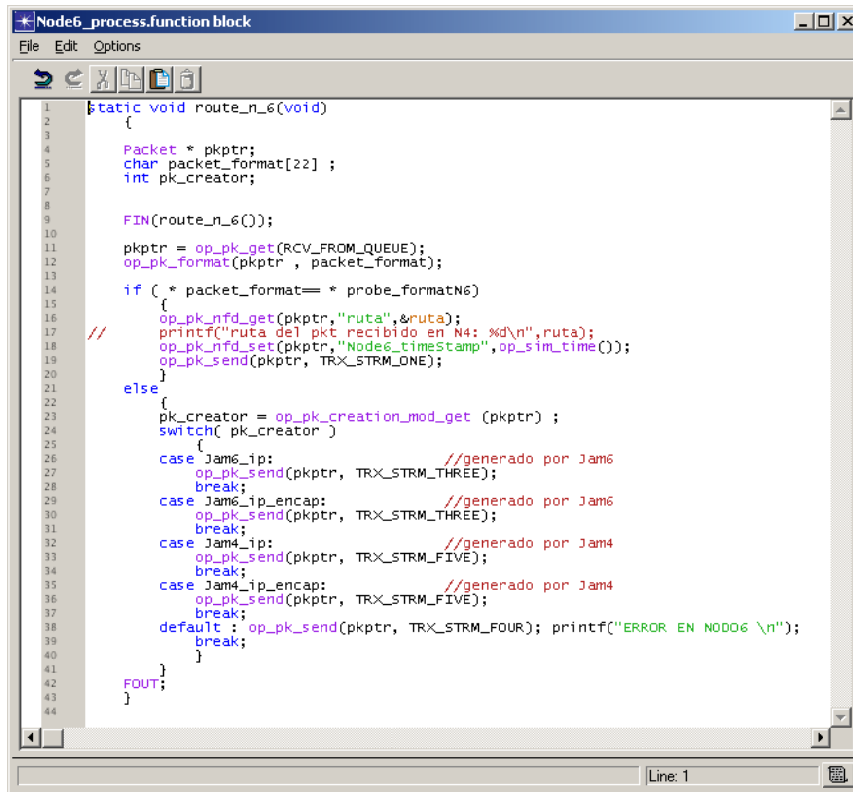 Node6_process.function block
File Edit Options
1 static void route_n_6(void)
2 {
3
4 Packet * pkptr;
5 char packet_format[22] ;
6 int pk_creator;
7
8
9 FIN(route_n_6());
10
11 pkptr = op_pk_get(RCV_FROM_QUEUE);
12 op_pk_format(pkptr , packet_format);
13
14 if ( * packet_format== * probe_formatN6)
15 {
16 op_pk_nfd_get(pkptr,"ruta",&ruta);
17 // printf("ruta del pkt recibido en N4: %d\n",ruta);
18 op_pk_nfd_set(pkptr,"Node6_timeStamp",op_sim_time());
19 op_pk_send(pkptr, TRX_STRM_ONE);
20 }
21 else
22 {
23 pk_creator = op_pk_creation_mod_get (pkptr) ;
24 switch( pk_creator )
25 {
26 case Jam6_ip: //generado por Jam6
27 op_pk_send(pkptr, TRX_STRM_THREE);
28 break;
29 case Jam6_ip_encap: //generado por Jam6
30 op_pk_send(pkptr, TRX_STRM_THREE);
31 break;
32 case Jam4_ip: //generado por Jam4
33 op_pk_send(pkptr, TRX_STRM_FIVE);
34 break;
35 case Jam4_ip_encap: //generado por Jam4
36 op_pk_send(pkptr, TRX_STRM_FIVE);
37 break;
38 default : op_pk_send(pkptr, TRX_STRM_FOUR); printf("ERROR EN NODO6 \n");
39 break;
40 }
41 }
42 FOUT;
43 }
44
Line: 1